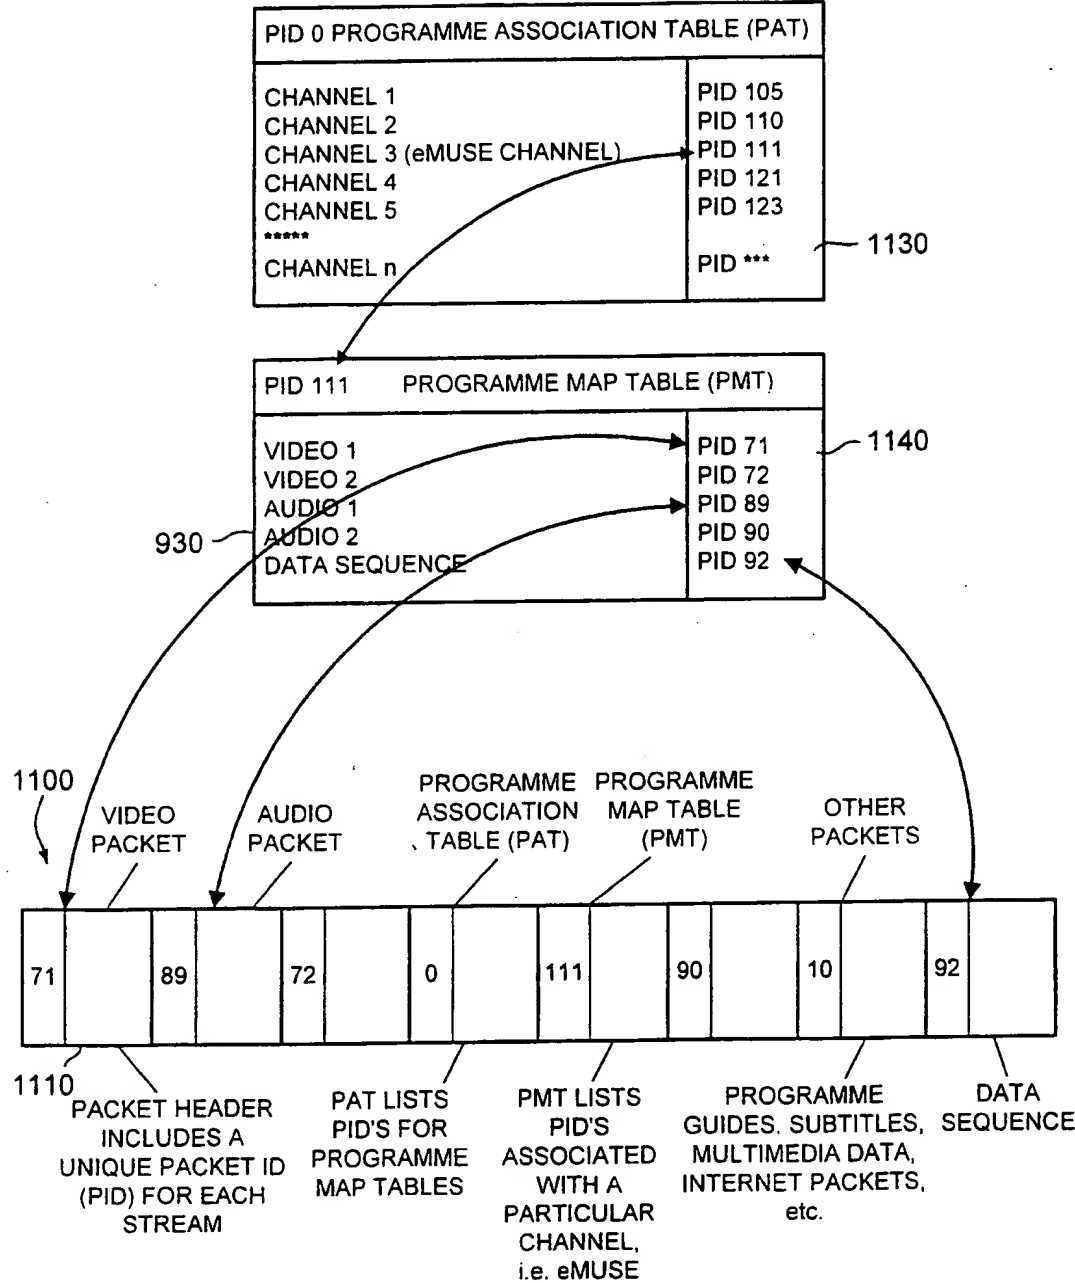 PID 0 PROGRAMME ASSOCIATION TABLE (PAT)
CHANNEL 1 PID 105
CHANNEL 2 PID 110
CHANNEL 3 (eMUSE CHANNEL) PID 111
CHANNEL 4 PID 121
CHANNEL 5 PID 123
*****
CHANNEL n PID ***
1130
PID 111 PROGRAMME MAP TABLE (PMT)
VIDEO 1 PID 71
VIDEO 2 PID 72
AUDIO 1 PID 89
AUDIO 2 PID 90
DATA SEQUENCE PID 92
1140
930
1100
VIDEO
PACKET
AUDIO
PACKET
PROGRAMME
ASSOCIATION
TABLE (PAT)
PROGRAMME
MAP TABLE
(PMT)
OTHER
PACKETS
71 89 72 0 111 90 10 92
1110
PACKET HEADER
INCLUDES A
UNIQUE PACKET ID
(PID) FOR EACH
STREAM
PAT LISTS
PID'S FOR
PROGRAMME
MAP TABLES
PMT LISTS
PID'S
ASSOCIATED
WITH A
PARTICULAR
CHANNEL,
i.e. eMUSE
PROGRAMME
GUIDES. SUBTITLES,
MULTIMEDIA DATA,
INTERNET PACKETS,
etc.
DATA
SEQUENCE